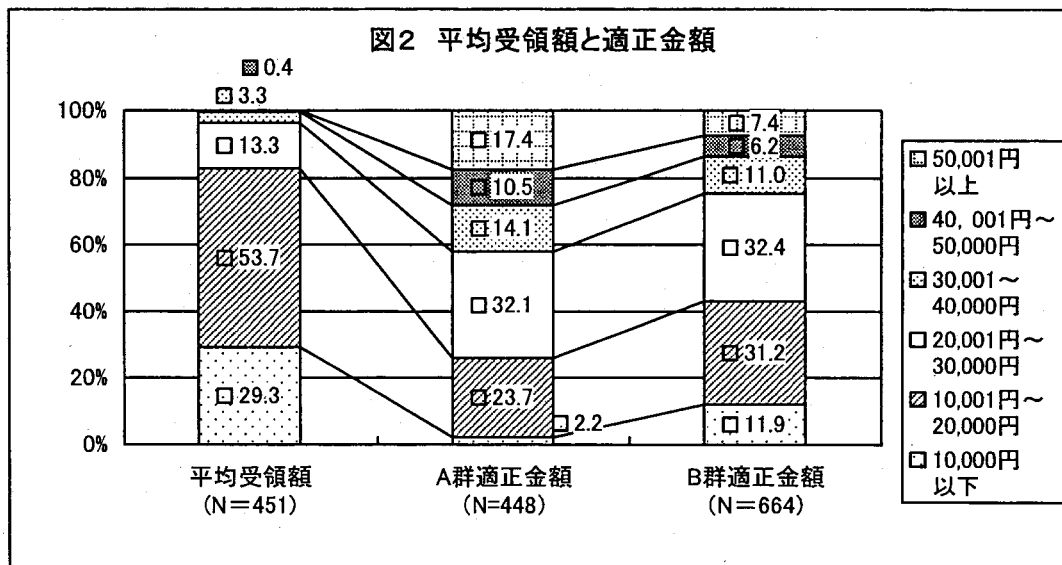 図2 平均受領額と適正金額
0.4
3.3
100%
80%
60%
40%
20%
0%
13.3
53.7
29.3
17.4
10.5
14.1
32.1
23.7
2.2
7.4
6.2
11.0
32.4
31.2
11.9
平均受領額
(N=451)
A群適正金額
(N=448)
B群適正金額
(N=664)
50,001円
以上
40,001円～
50,000円
30,001～
40,000円
20,001円～
30,000円
10,001円～
20,000円
10,000円
以下